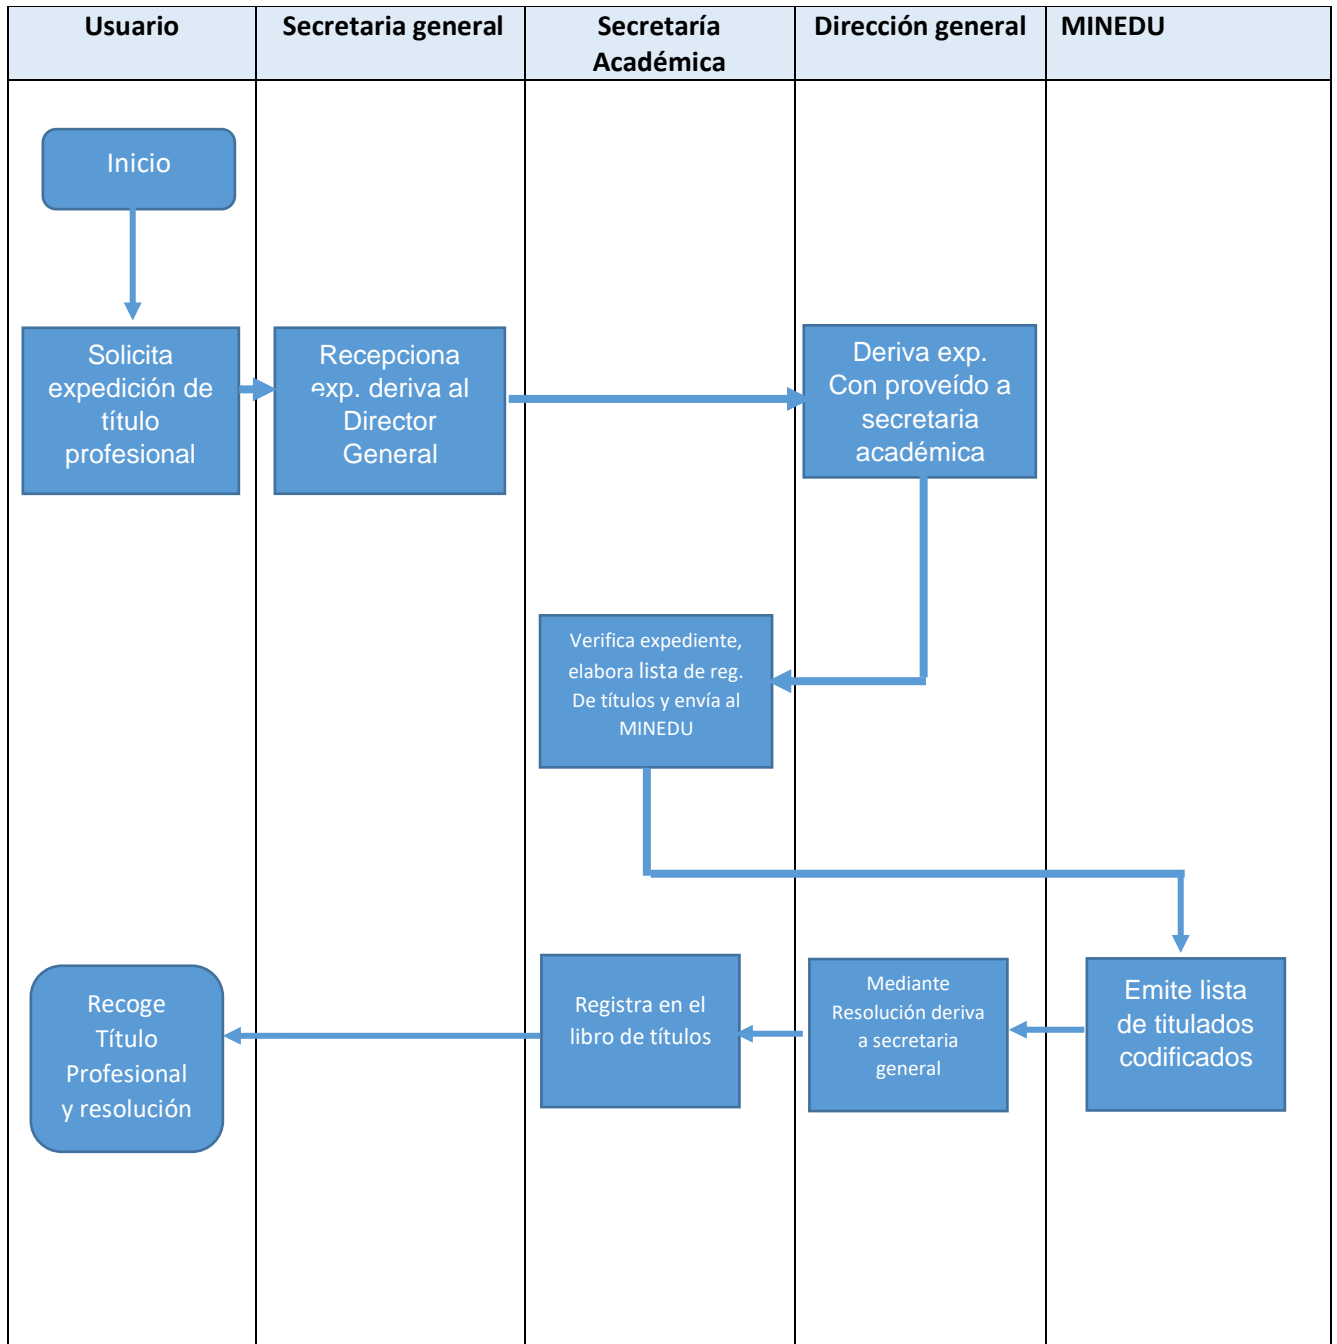 Usuario
Secretaria general
Secretaría
Académica
Dirección general
MINEDU
Inicio
Solicita
expedición de
título
profesional
Recepciona
exp. deriva al
Director
General
Deriva exp.
Con proveído a
secretaria
académica
Verifica expediente,
elabora lista de reg.
De títulos y envía al
MINEDU
Recoge
Título
Profesional
y resolución
Registra en el
libro de títulos
Mediante
Resolución deriva
a secretaria
general
Emite lista
de titulados
codificados